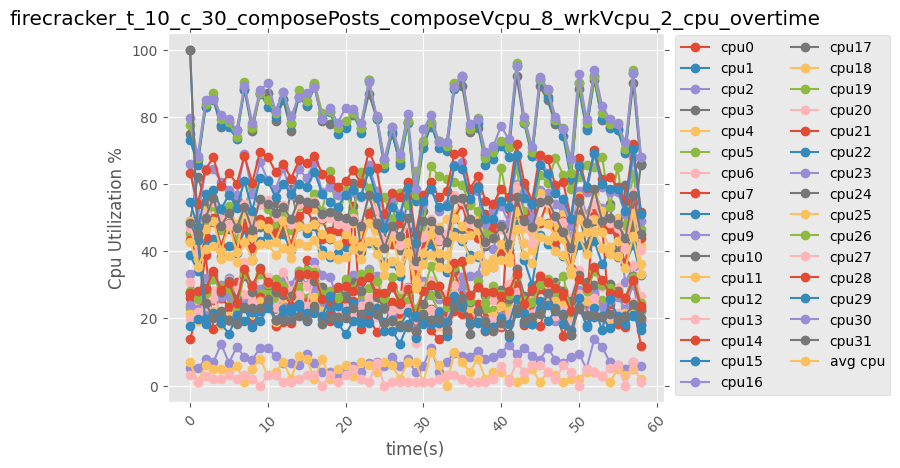 firecracker_t_10_c_30_composePosts_composeVcpu_8_wrkVcpu_2_cpu_overtime
100
80
60
40
20
0
Cpu Utilization %
0
10
20
30
40
50
60
time(s)
cpu0
cpu1
cpu2
cpu3
cpu4
cpu5
cpu6
cpu7
cpu8
cpu9
cpu10
cpu11
cpu12
cpu13
cpu14
cpu15
cpu16
cpu17
cpu18
cpu19
cpu20
cpu21
cpu22
cpu23
cpu24
cpu25
cpu26
cpu27
cpu28
cpu29
cpu30
cpu31
avg cpu